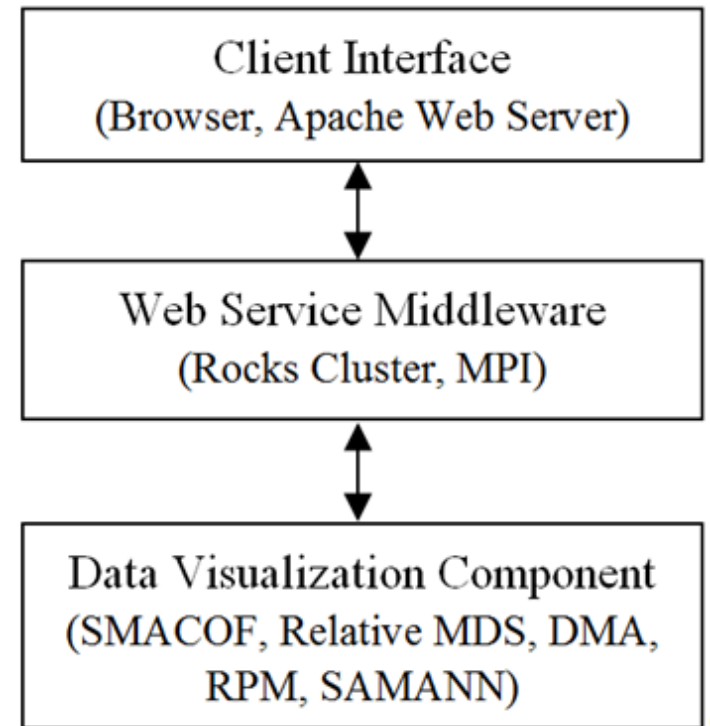 Client Interface
(Browser, Apache Web Server)
Web Service Middleware
(Rocks Cluster, MPI)
Data Visualization Component
(SMACOF, Relative MDS, DMA,
RPM, SAMANN)